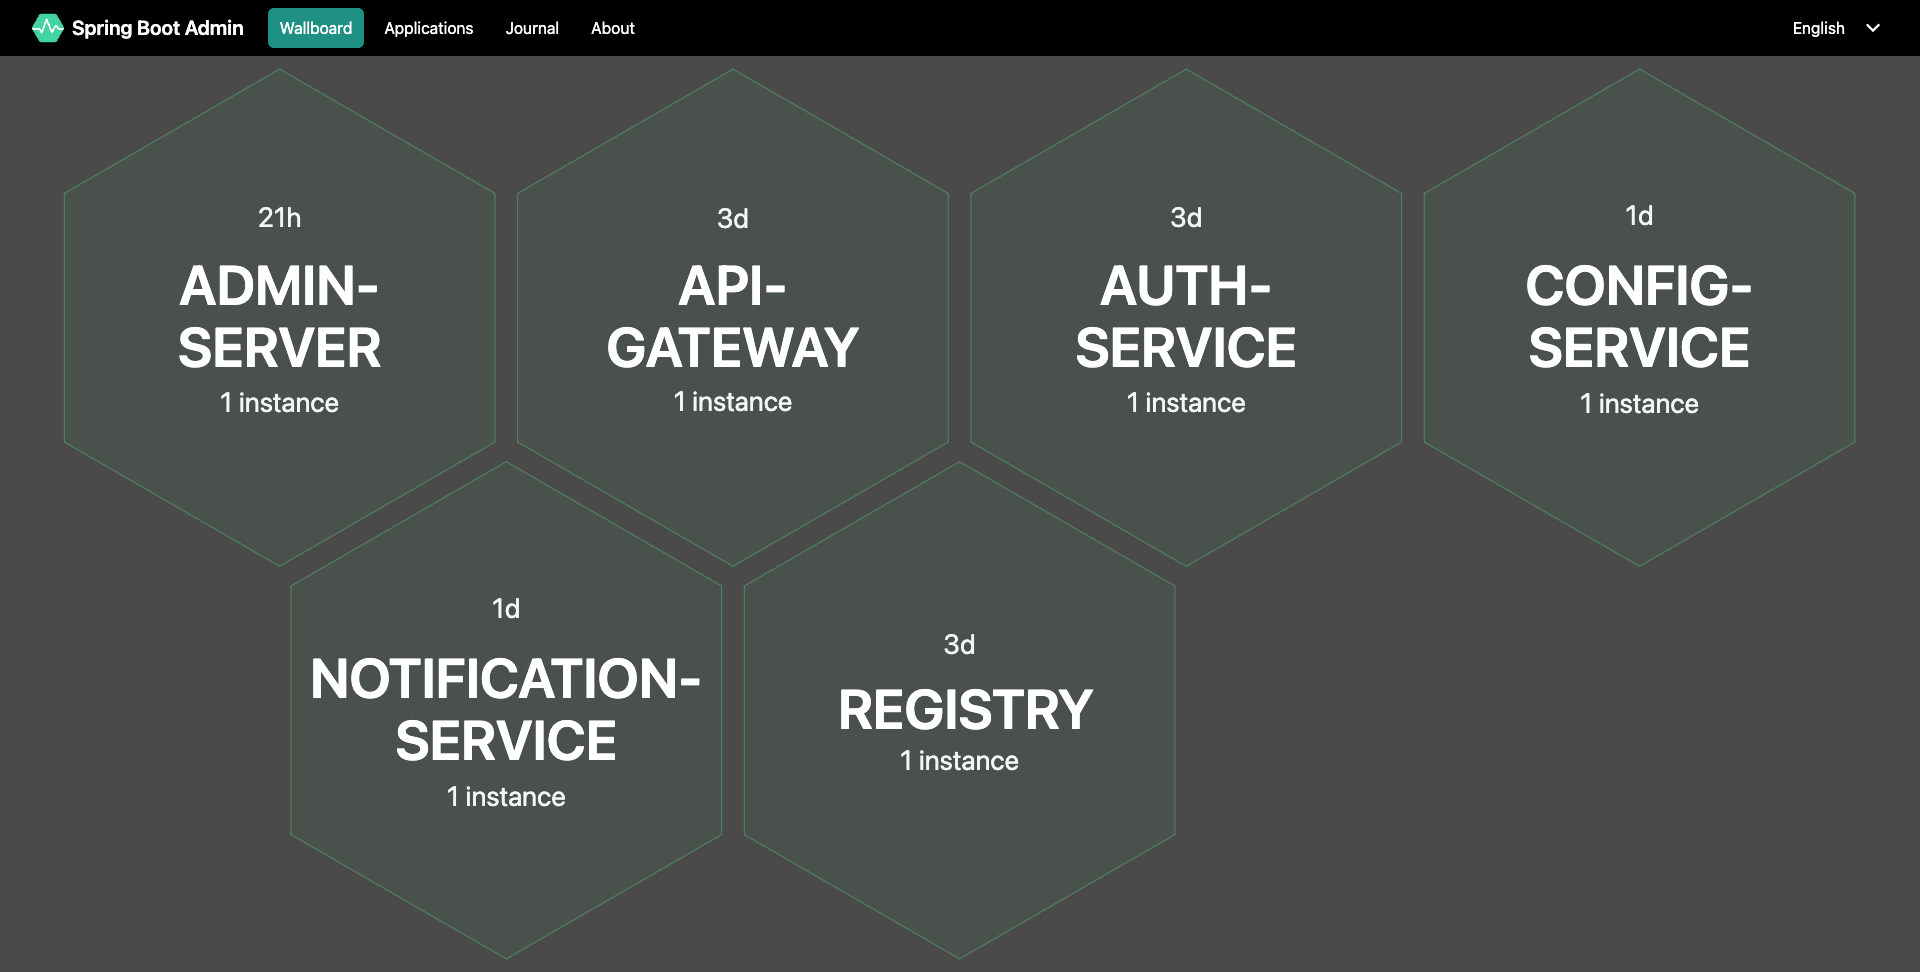 Spring Boot Admin
Wallboard
Applications
Journal
About
English
21h
ADMIN-
SERVER
1 instance
3d
API-
GATEWAY
1 instance
3d
AUTH-
SERVICE
1 instance
1d
CONFIG-
SERVICE
1 instance
1d
NOTIFICATION-
SERVICE
1 instance
3d
REGISTRY
1 instance